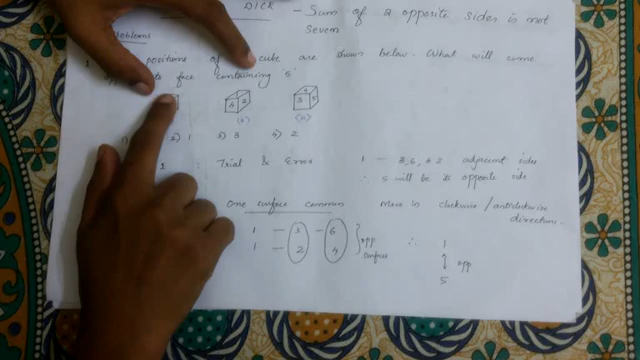 DICE - Sum of 2 opposite sides is not
Seven
Problems
positions of cube are shown below. What will come
face containing 5
2) 1 3) 3 4) 2
Trial & Error 1 - 3, 6, 4 2 adjacent sides
∴ 5 will be its opposite side
One surface common Move in clockwise / anticlockwise
direction.
1 - 3 - 6
1 - 2 4
opp
surface
∴ 1
↕ opp
5